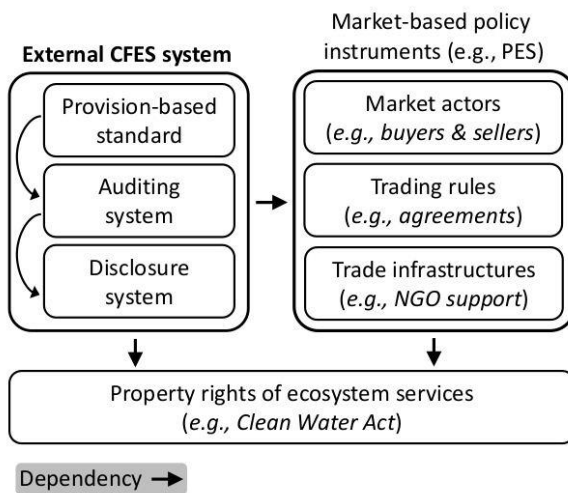 External CFES system
Provision-based
standard
Auditing
system
Disclosure
system
Market-based policy
instruments (e.g., PES)
Market actors
(e.g., buyers & sellers)
Trading rules
(e.g., agreements)
Trade infrastructures
(e.g., NGO support)
Property rights of ecosystem services
(e.g., Clean Water Act)
Dependency